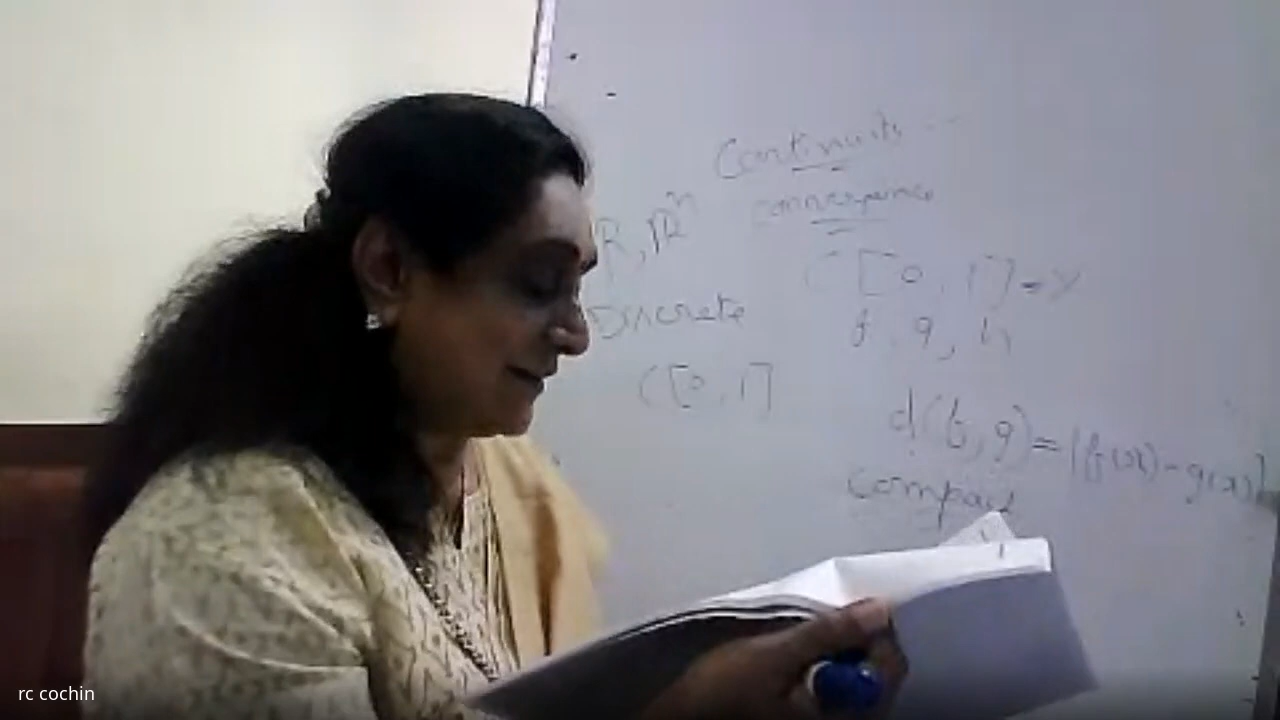 Continuity --
R, Rⁿ convergence
C[0, 1] = X
Discrete f, g, h
C[0, 1]
d(f, g) = |f(x) - g(x)|
compact
rc cochin